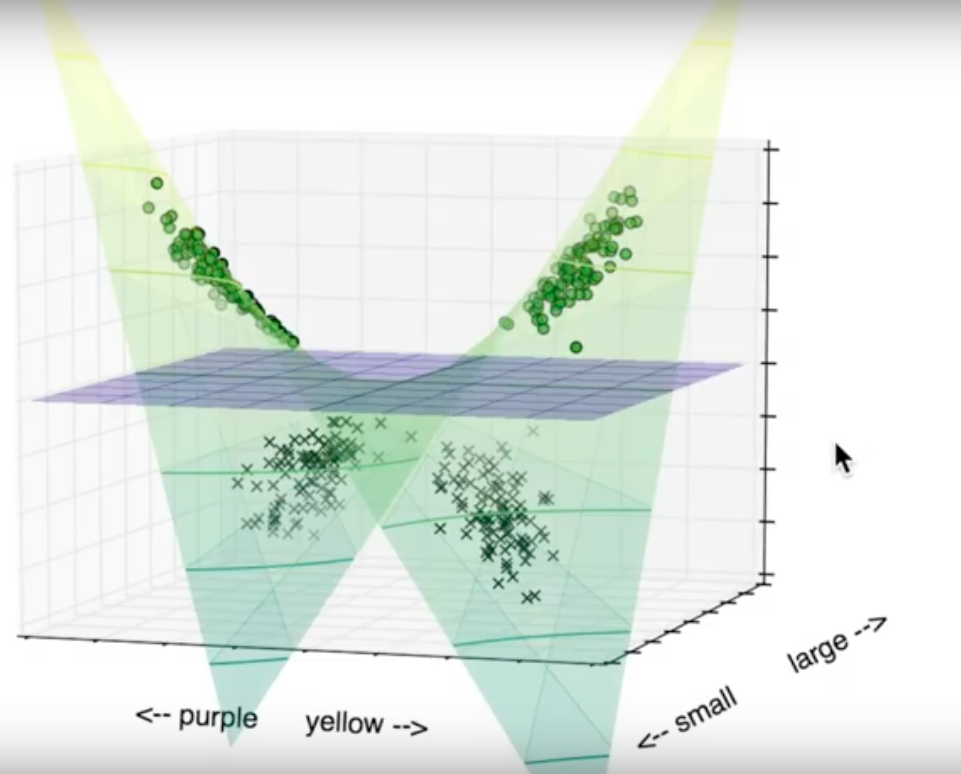 large -->
<-- small
<-- purple yellow -->